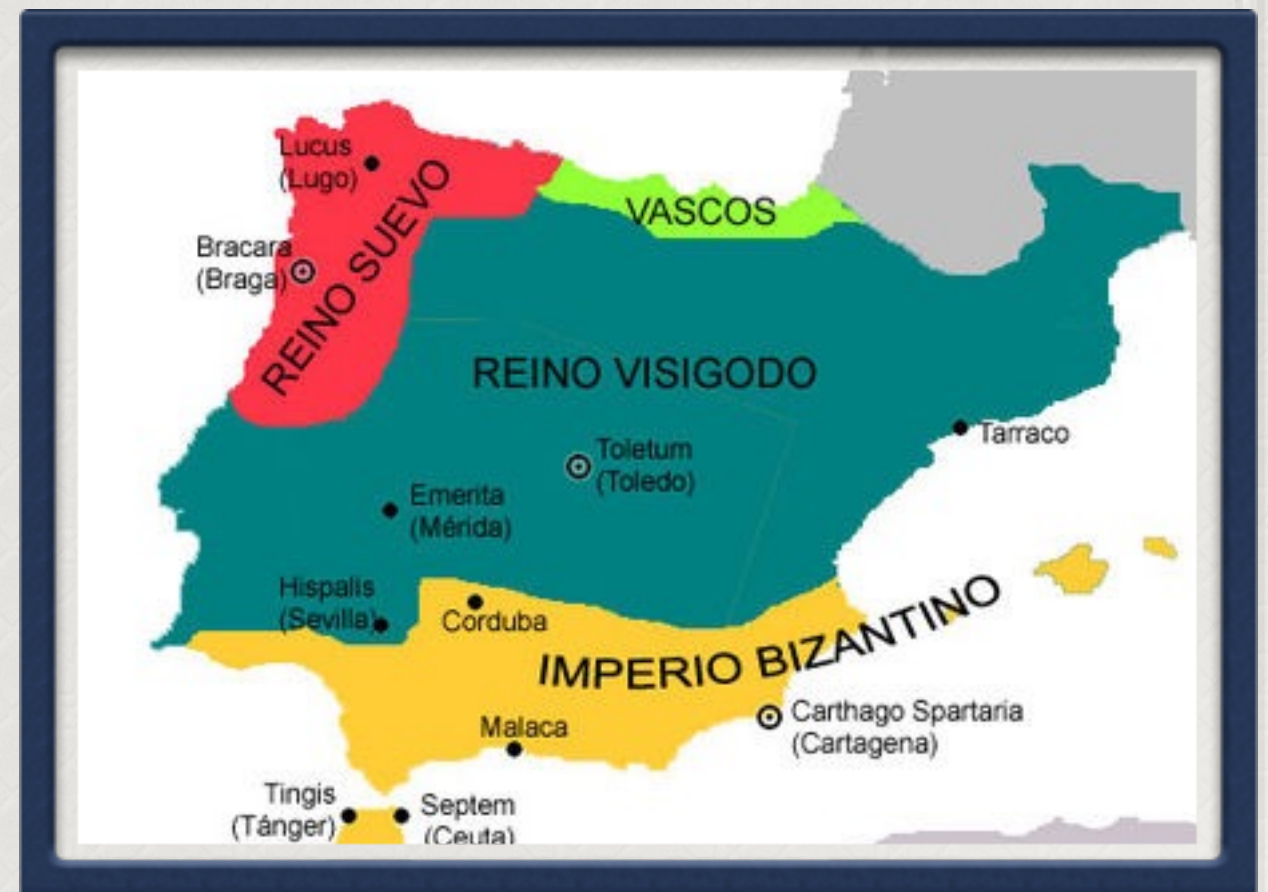 Lucus
(Lugo)
REINO SUEVO
VASCOS
Bracara
(Braga)
REINO VISIGODO
Tarraco
Toletum
(Toledo)
Emerita
(Mérida)
Hispalis
(Sevilla)
Corduba
IMPERIO BIZANTINO
Carthago Spartaria
(Cartagena)
Malaca
Tingis
(Tánger)
Septem
(Ceuta)